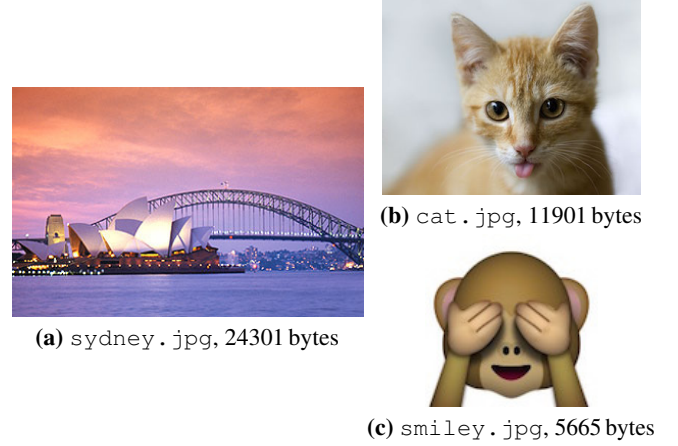 (a) sydney.jpg, 24301 bytes
(b) cat.jpg, 11901 bytes
(c) smiley.jpg, 5665 bytes